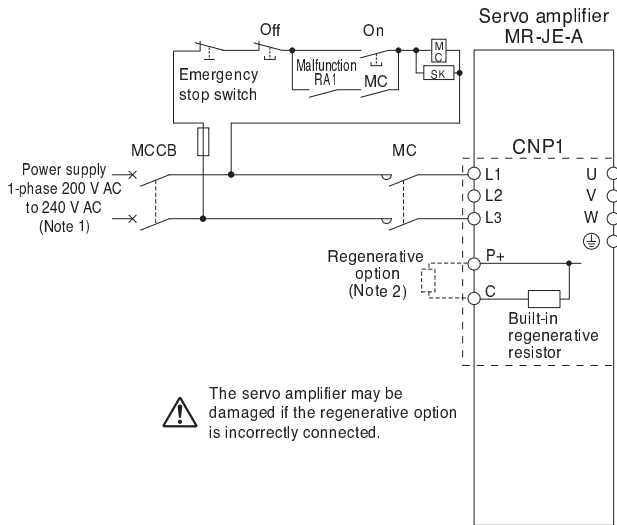 Servo amplifier
MR-JE-A
Off
On
Emergency
stop switch
Malfunction
RA1
MC
M
C
SK
MCCB
MC
CNP1
Power supply
1-phase 200 V AC
to 240 V AC
(Note 1)
L1
L2
L3
U
V
W
Regenerative
option
(Note 2)
P+
C
Built-in
regenerative
resistor
The servo amplifier may be
damaged if the regenerative option
is incorrectly connected.